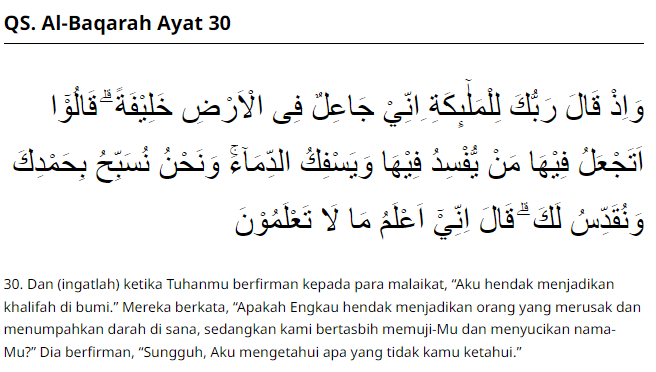 QS. Al-Baqarah Ayat 30
وَاِذْ قَالَ رَبُّكَ لِلْمَلٰۤىِٕكَةِ ِانِّيْ جَاعِلٌ فِى الْاَرْضِ خَلِيْفَةً ۗ قَالُوْٓا
اَتَجْعَلُ فِيْهَا مَنْ يُّفْسِدُ فِيْهَا وَيَسْفِكُ الدِّمَاۤءَۚ وَنَحْنُ نُسَبِّحُ بِحَمْدِكَ
وَنُقَدِّسُ لَكَ ۗ قَالَ اِنِّيْٓ اَعْلَمُ مَا لَا تَعْلَمُوْنَ
30. Dan (ingatlah) ketika Tuhanmu berfirman kepada para malaikat, “Aku hendak menjadikan
khalifah di bumi.” Mereka berkata, “Apakah Engkau hendak menjadikan orang yang merusak dan
menumpahkan darah di sana, sedangkan kami bertasbih memuji-Mu dan menyucikan nama-
Mu?” Dia berfirman, “Sungguh, Aku mengetahui apa yang tidak kamu ketahui.”